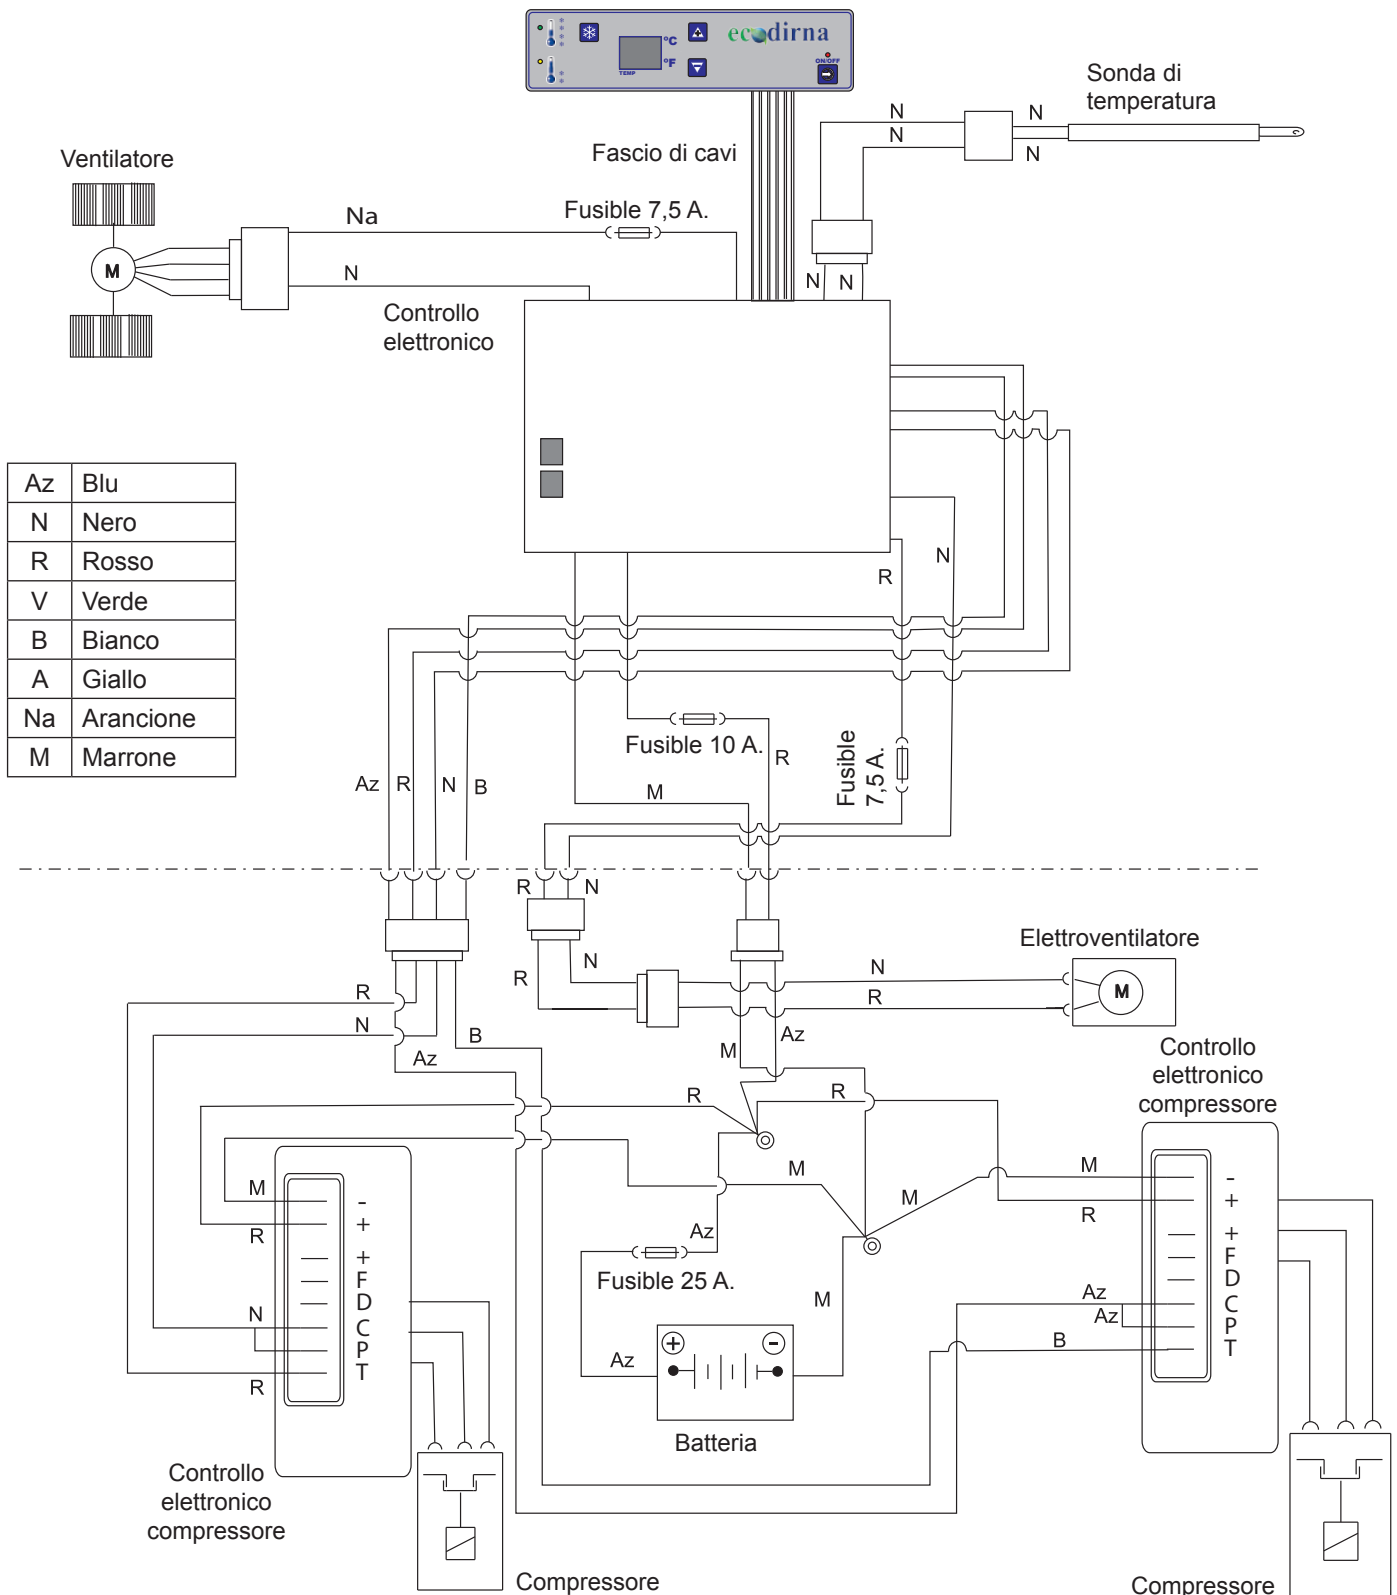 ecodirna
°C
°F
TEMP
ON/OFF
Sonda di
temperatura
N
N
N
N
Fascio di cavi
Ventilatore
Fusible 7,5 A.
Na
M
N
N
N
Controllo
elettronico
Az Blu
N Nero
R Rosso
V Verde
B Bianco
A Giallo
Na Arancione
M Marrone
N
R
Fusible 10 A.
R
Fusible
7,5 A.
Az
R
N
B
M
R
N
Elettroventilatore
R
N
N
R
M
R
N
B
Az
M
Az
Controllo
elettronico
compressore
R
R
M
M
M
R
M
R
-
+
+
F
D
C
P
T
N
R
Az
Fusible 25 A.
M
-
+
+
F
D
C
P
T
Az
Az
B
+
-
Az
Batteria
Controllo
elettronico
compressore
Compressore
Compressore